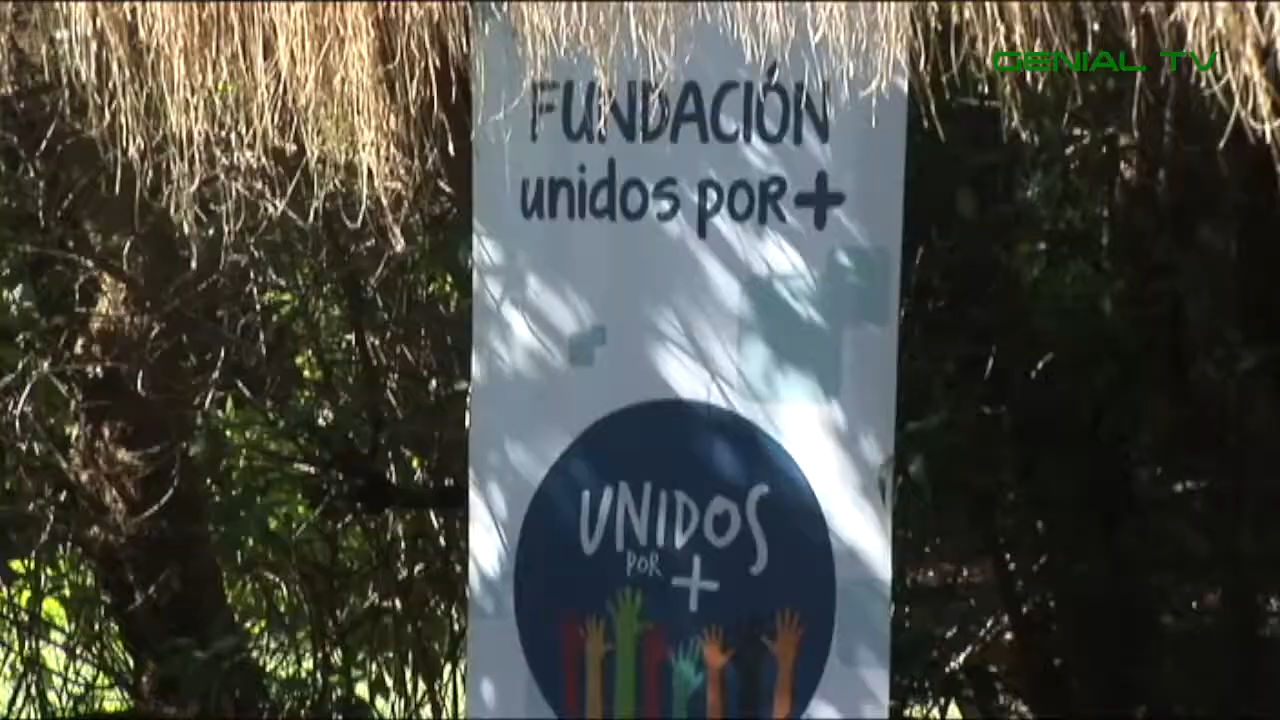 GENIAL TV
FUNDACIÓN
unidos por +
UNIDOS
POR
+